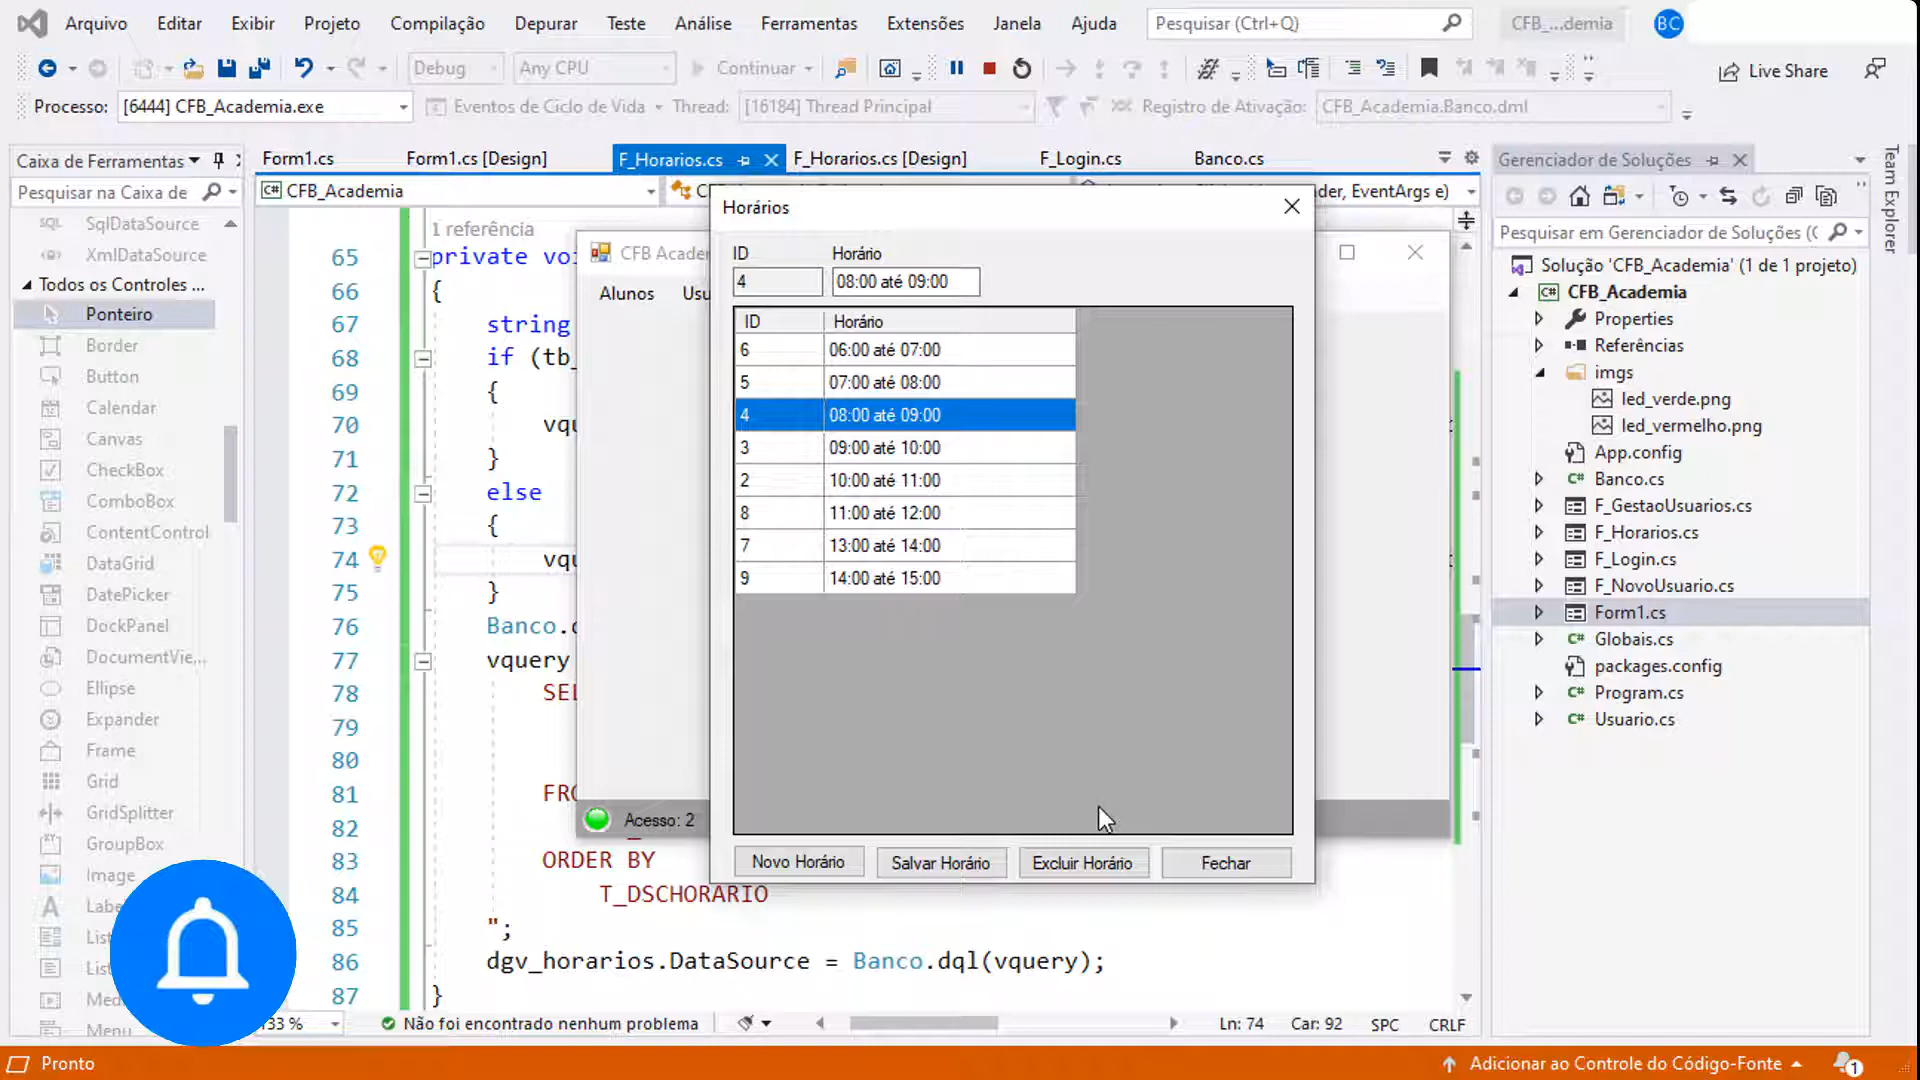 Arquivo Editar Exibir Projeto Compilação Depurar Teste Análise Ferramentas Extensões Janela Ajuda Pesquisar (Ctrl+Q) CFB_...demia BC
Debug Any CPU Continuar Live Share
Processo: [6444] CFB_Academia.exe Eventos de Ciclo de Vida Thread: [16184] Thread Principal Registro de Ativação: CFB_Academia.Banco.dml
Caixa de Ferramentas
Pesquisar na Caixa de
SqlDataSource
XmlDataSource
Todos os Controles ...
Ponteiro
Border
Button
Calendar
Canvas
CheckBox
ComboBox
ContentControl
DataGrid
DatePicker
DockPanel
DocumentVie...
Ellipse
Expander
Frame
Grid
GridSplitter
GroupBox
Image
Labe
List
List
Med
Menu
Form1.cs Form1.cs [Design] F_Horarios.cs F_Horarios.cs [Design] F_Login.cs Banco.cs
C# CFB_Academia der, EventArgs e)
1 referência
65 private voi
66 {
67 string
68 if (tb_
69 {
70 vqu
71 }
72 else
73 {
74 vqu
75 }
76 Banco.d
77 vquery
78 SEL
79
80
81 FRO
82
83 ORDER BY
84 T_DSCHORARIO
85 ";
86 dgv_horarios.DataSource = Banco.dql(vquery);
87 }
CFB Acader
Alunos Usu
Acesso: 2
Horários
ID Horário
4 08:00 até 09:00
ID Horário
6 06:00 até 07:00
5 07:00 até 08:00
4 08:00 até 09:00
3 09:00 até 10:00
2 10:00 até 11:00
8 11:00 até 12:00
7 13:00 até 14:00
9 14:00 até 15:00
Novo Horário Salvar Horário Excluir Horário Fechar
33 % Não foi encontrado nenhum problema Ln: 74 Car: 92 SPC CRLF
Gerenciador de Soluções
Pesquisar em Gerenciador de Soluções (C
Solução 'CFB_Academia' (1 de 1 projeto)
C# CFB_Academia
Properties
Referências
imgs
led_verde.png
led_vermelho.png
App.config
C# Banco.cs
F_GestaoUsuarios.cs
F_Horarios.cs
F_Login.cs
F_NovoUsuario.cs
Form1.cs
C# Globais.cs
packages.config
C# Program.cs
C# Usuario.cs
Team Explorer
Pronto Adicionar ao Controle do Código-Fonte 1